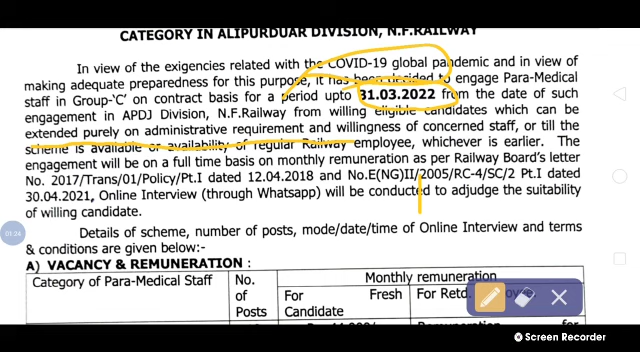 CATEGORY IN ALIPURDUAR DIVISION, N.F.RAILWAY
In view of the exigencies related with the COVID-19 global pandemic and in view of
making adequate preparedness for this purpose, it has been decided to engage Para-Medical
staff in Group-'C' on contract basis for a period upto 31.03.2022 from the date of such
engagement in APDJ Division, N.F.Railway from willing eligible candidates which can be
extended purely on administrative requirement and willingness of concerned staff, or till the
scheme is available or availability of regular Railway employee, whichever is earlier. The
engagement will be on a full time basis on monthly remuneration as per Railway Board's letter
No. 2017/Trans/01/Policy/Pt.I dated 12.04.2018 and No.E(NG)II/2005/RC-4/SC/2 Pt.I dated
30.04.2021, Online Interview (through Whatsapp) will be conducted to adjudge the suitability
of willing candidate.
01:24
Details of scheme, number of posts, mode/date/time of Online Interview and terms
& conditions are given below:-
A) VACANCY & REMUNERATION :
Category of Para-Medical Staff No. of Posts Monthly remuneration
For Fresh Candidate For Retd.
for
Screen Recorder